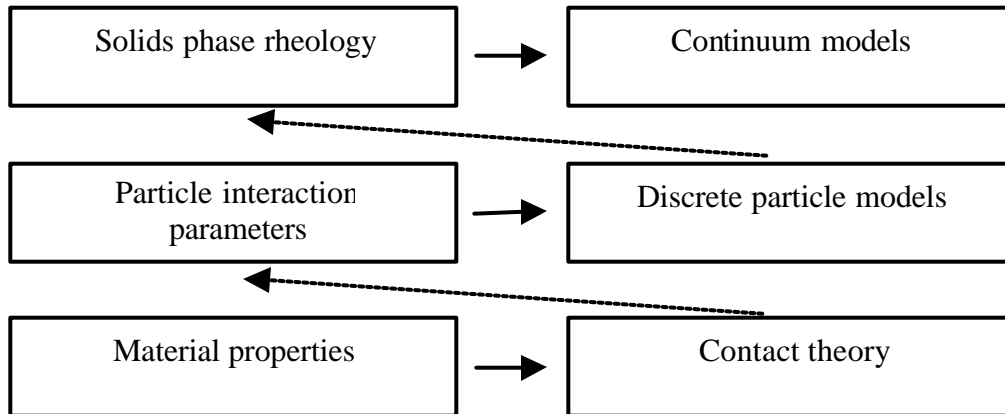 Solids phase rheology
Continuum models
Particle interaction
parameters
Discrete particle models
Material properties
Contact theory